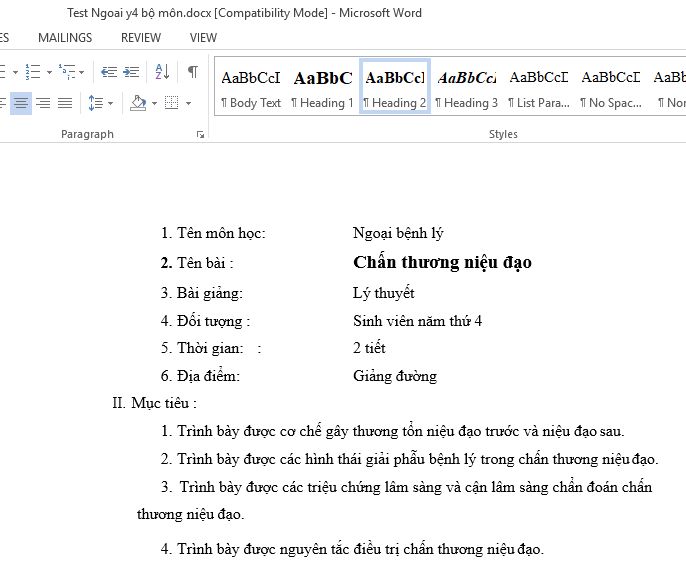 Test Ngoai y4 bộ môn.docx [Compatibility Mode] - Microsoft Word
ES MAILINGS REVIEW VIEW
AaBbCcI AaBbC AaBbCcI AaBbCcI AaBbCcD AaBbCcD AaBb
¶ Body Text ¶ Heading 1 ¶ Heading 2 ¶ Heading 3 ¶ List Para... ¶ No Spac... ¶ Nor
Paragraph Styles
1. Tên môn học: Ngoại bệnh lý
2. Tên bài : Chấn thương niệu đạo
3. Bài giảng: Lý thuyết
4. Đối tượng : Sinh viên năm thứ 4
5. Thời gian: : 2 tiết
6. Địa điểm: Giảng đường
II. Mục tiêu :
1. Trình bày được cơ chế gây thương tổn niệu đạo trước và niệu đạo sau.
2. Trình bày được các hình thái giải phẫu bệnh lý trong chấn thương niệu đạo.
3. Trình bày được các triệu chứng lâm sàng và cận lâm sàng chẩn đoán chấn
thương niệu đạo.
4. Trình bày được nguyên tắc điều trị chấn thương niệu đạo.